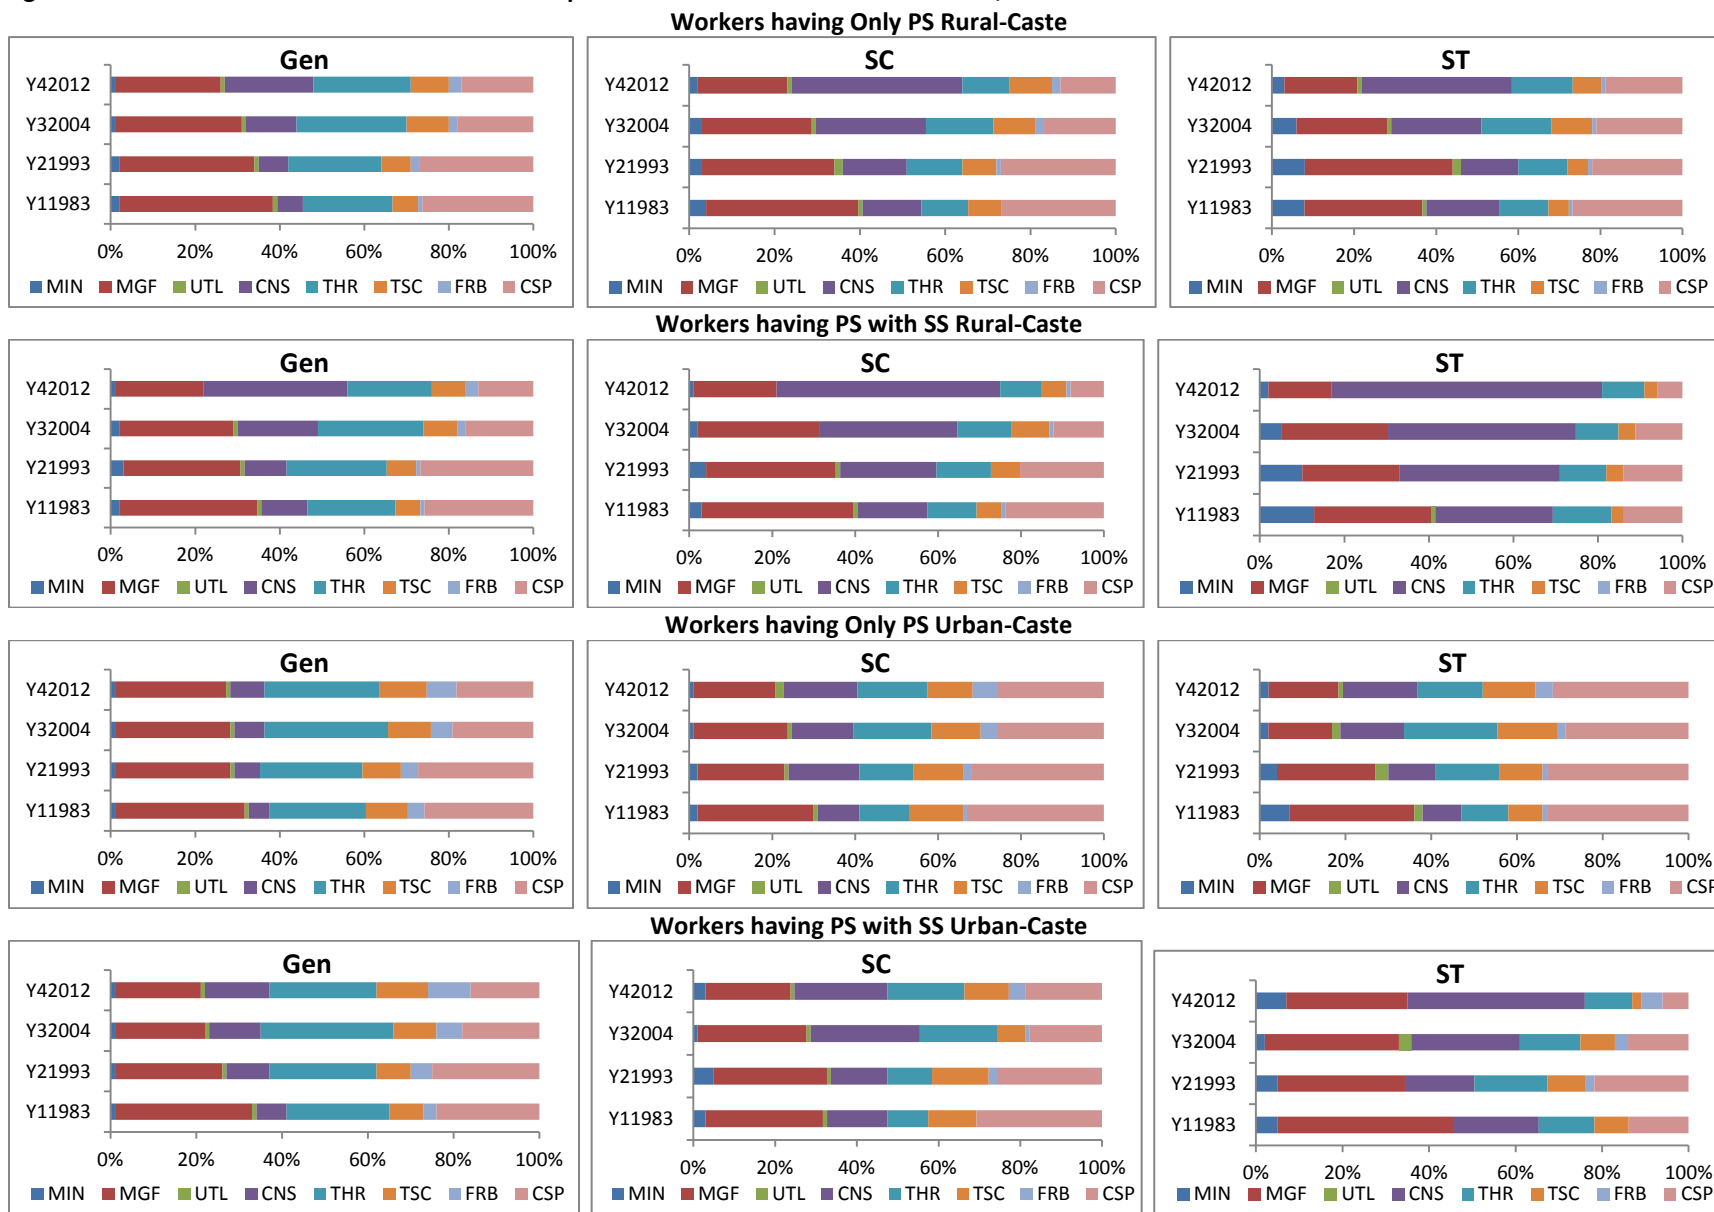 Workers having Only PS Rural-Caste
Gen
Y42012
Y32004
Y21993
Y11983
0% 20% 40% 60% 80% 100%
MIN MGF UTL CNS THR TSC FRB CSP
SC
Y42012
Y32004
Y21993
Y11983
0% 20% 40% 60% 80% 100%
MIN MGF UTL CNS THR TSC FRB CSP
ST
Y42012
Y32004
Y21993
Y11983
0% 20% 40% 60% 80% 100%
MIN MGF UTL CNS THR TSC FRB CSP
Workers having PS with SS Rural-Caste
Gen
Y42012
Y32004
Y21993
Y11983
0% 20% 40% 60% 80% 100%
MIN MGF UTL CNS THR TSC FRB CSP
SC
Y42012
Y32004
Y21993
Y11983
0% 20% 40% 60% 80% 100%
MIN MGF UTL CNS THR TSC FRB CSP
ST
Y42012
Y32004
Y21993
Y11983
0% 20% 40% 60% 80% 100%
MIN MGF UTL CNS THR TSC FRB CSP
Workers having Only PS Urban-Caste
Gen
Y42012
Y32004
Y21993
Y11983
0% 20% 40% 60% 80% 100%
MIN MGF UTL CNS THR TSC FRB CSP
SC
Y42012
Y32004
Y21993
Y11983
0% 20% 40% 60% 80% 100%
MIN MGF UTL CNS THR TSC FRB CSP
ST
Y42012
Y32004
Y21993
Y11983
0% 20% 40% 60% 80% 100%
MIN MGF UTL CNS THR TSC FRB CSP
Workers having PS with SS Urban-Caste
Gen
Y42012
Y32004
Y21993
Y11983
0% 20% 40% 60% 80% 100%
MIN MGF UTL CNS THR TSC FRB CSP
SC
Y42012
Y32004
Y21993
Y11983
0% 20% 40% 60% 80% 100%
MIN MGF UTL CNS THR TSC FRB CSP
ST
Y42012
Y32004
Y21993
Y11983
0% 20% 40% 60% 80% 100%
MIN MGF UTL CNS THR TSC FRB CSP